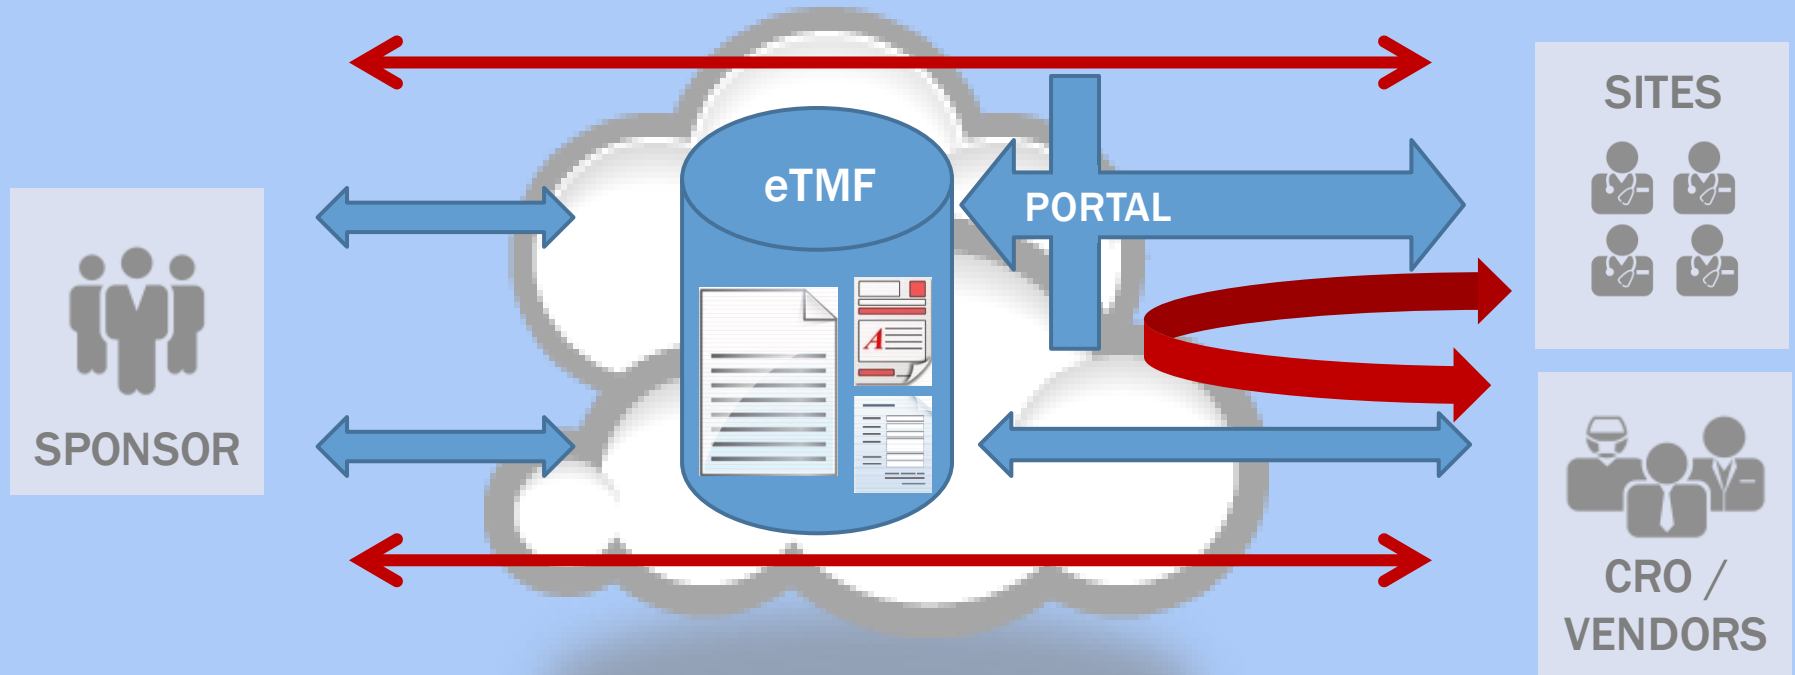 SPONSOR
eTMF
PORTAL
SITES
CRO /
VENDORS
A